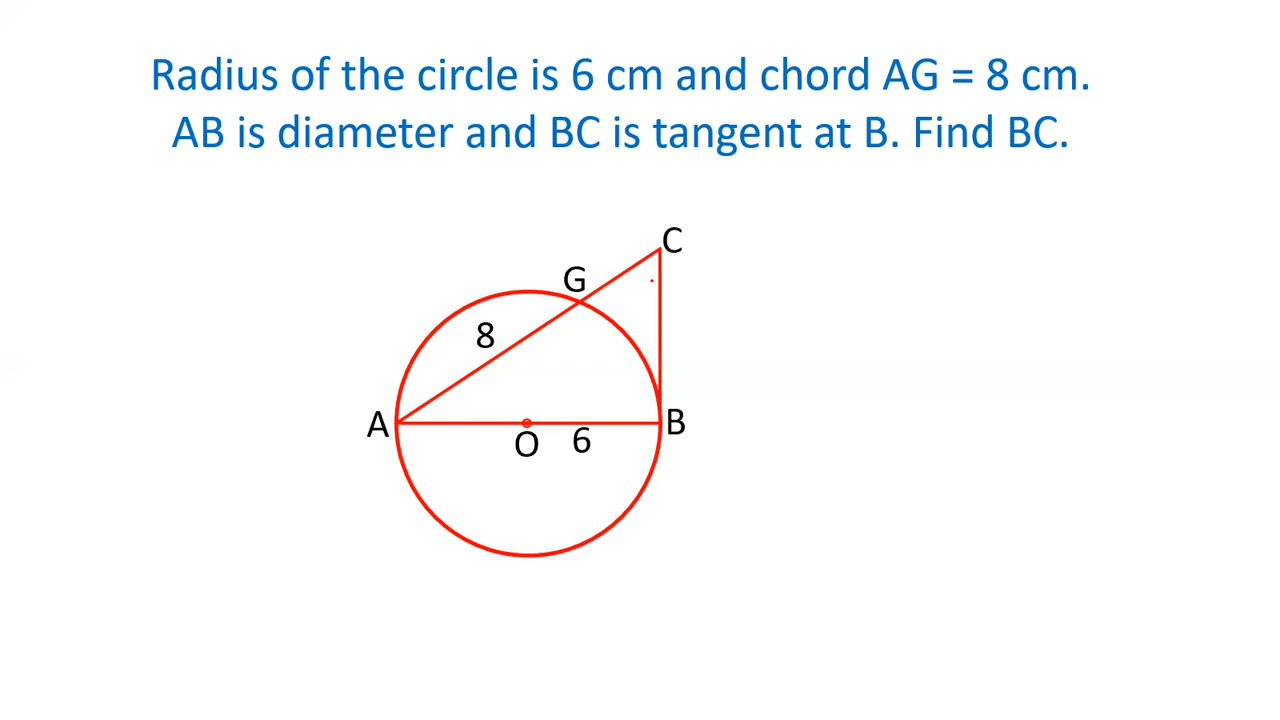 Radius of the circle is 6 cm and chord AG = 8 cm.
AB is diameter and BC is tangent at B. Find BC.
C
G
8
A
B
O
6